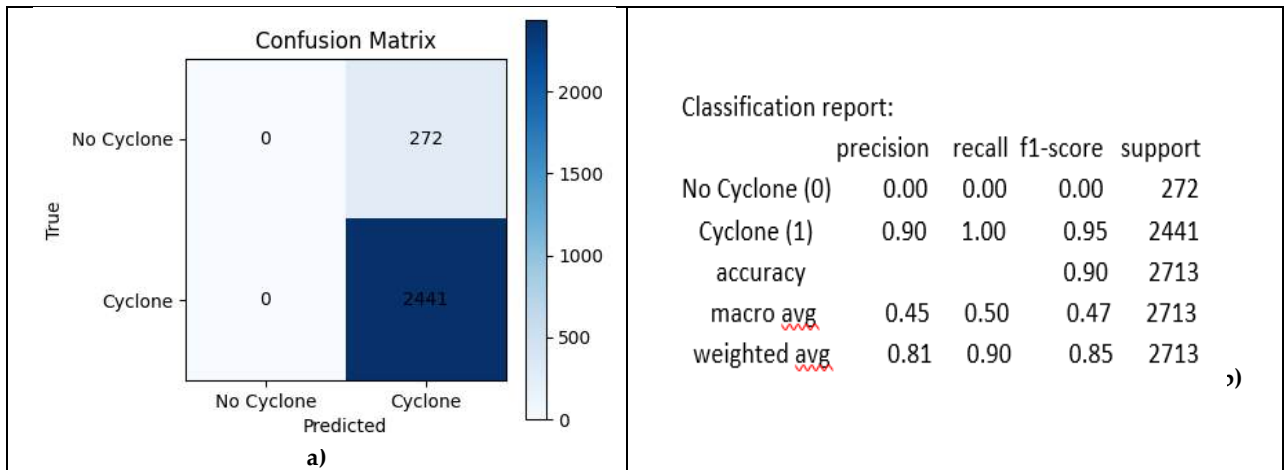 Confusion Matrix
No Cyclone
0
272
Cyclone
0
2441
True
No Cyclone
Cyclone
Predicted
2000
1500
1000
500
0
a)
Classification report:
precision recall f1-score support
No Cyclone (0) 0.00 0.00 0.00 272
Cyclone (1) 0.90 1.00 0.95 2441
accuracy 0.90 2713
macro avg 0.45 0.50 0.47 2713
weighted avg 0.81 0.90 0.85 2713